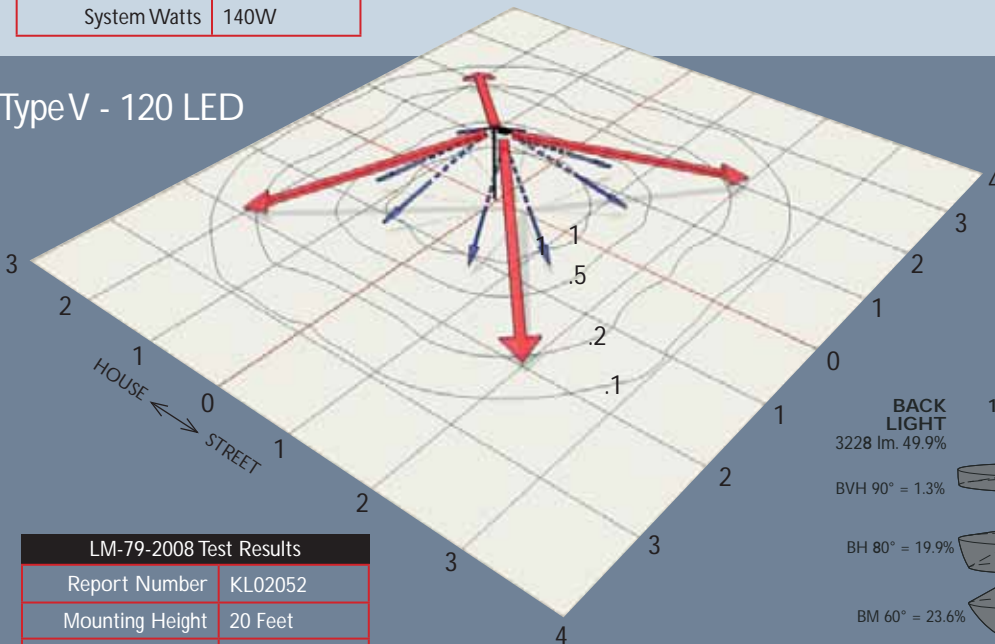 System Watts 140W
Type V - 120 LED
4
3
2
1
0
1
2
3
4
3
2
1
0
1
2
3
1
1
.5
.2
.1
HOUSE
STREET
BACK
LIGHT
3228 lm. 49.9%
BVH 90° = 1.3%
BH 80° = 19.9%
BM 60° = 23.6%
LM-79-2008 Test Results
Report Number KL02052
Mounting Height 20 Feet